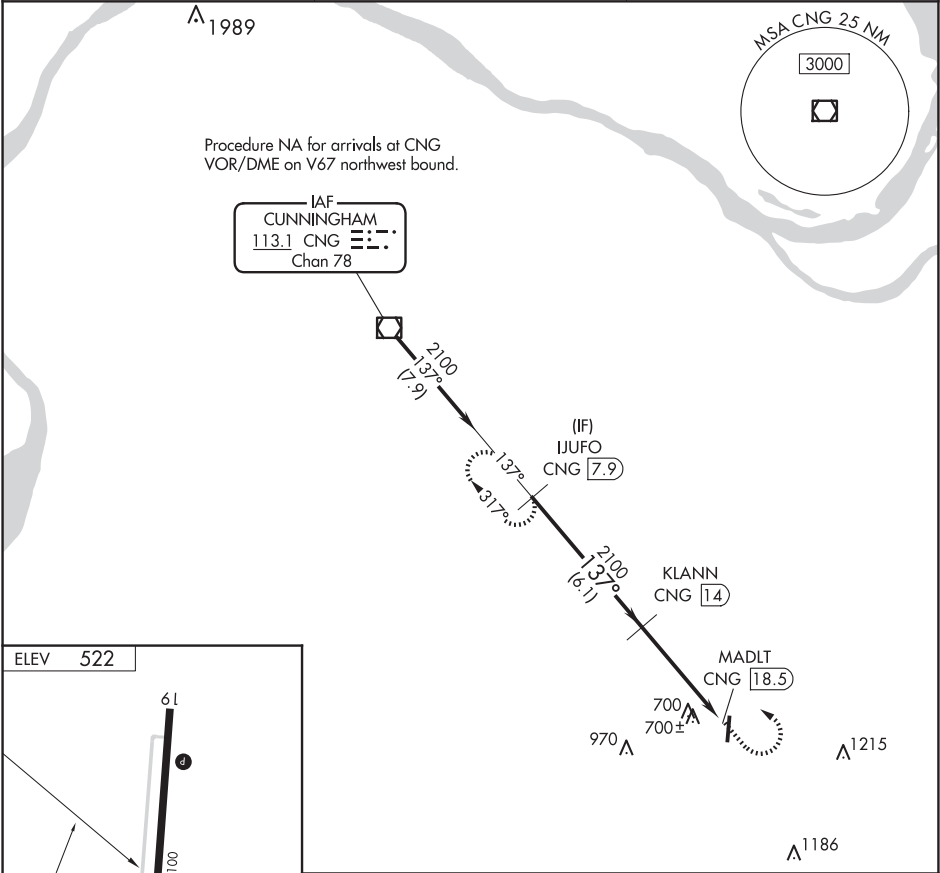 1989
MSA CNG 25 NM
3000
Procedure NA for arrivals at CNG
VOR/DME on V67 northwest bound.
IAF
CUNNINGHAM
113.1 CNG
Chan 78
2100
137°
(7.9)
(IF)
IJUFO
CNG 7.9
137°
317°
2100
137°
(6.1)
KLANN
CNG 14
MADLT
CNG 18.5
700
700±
970
1215
1186
ELEV 522
19
P
100